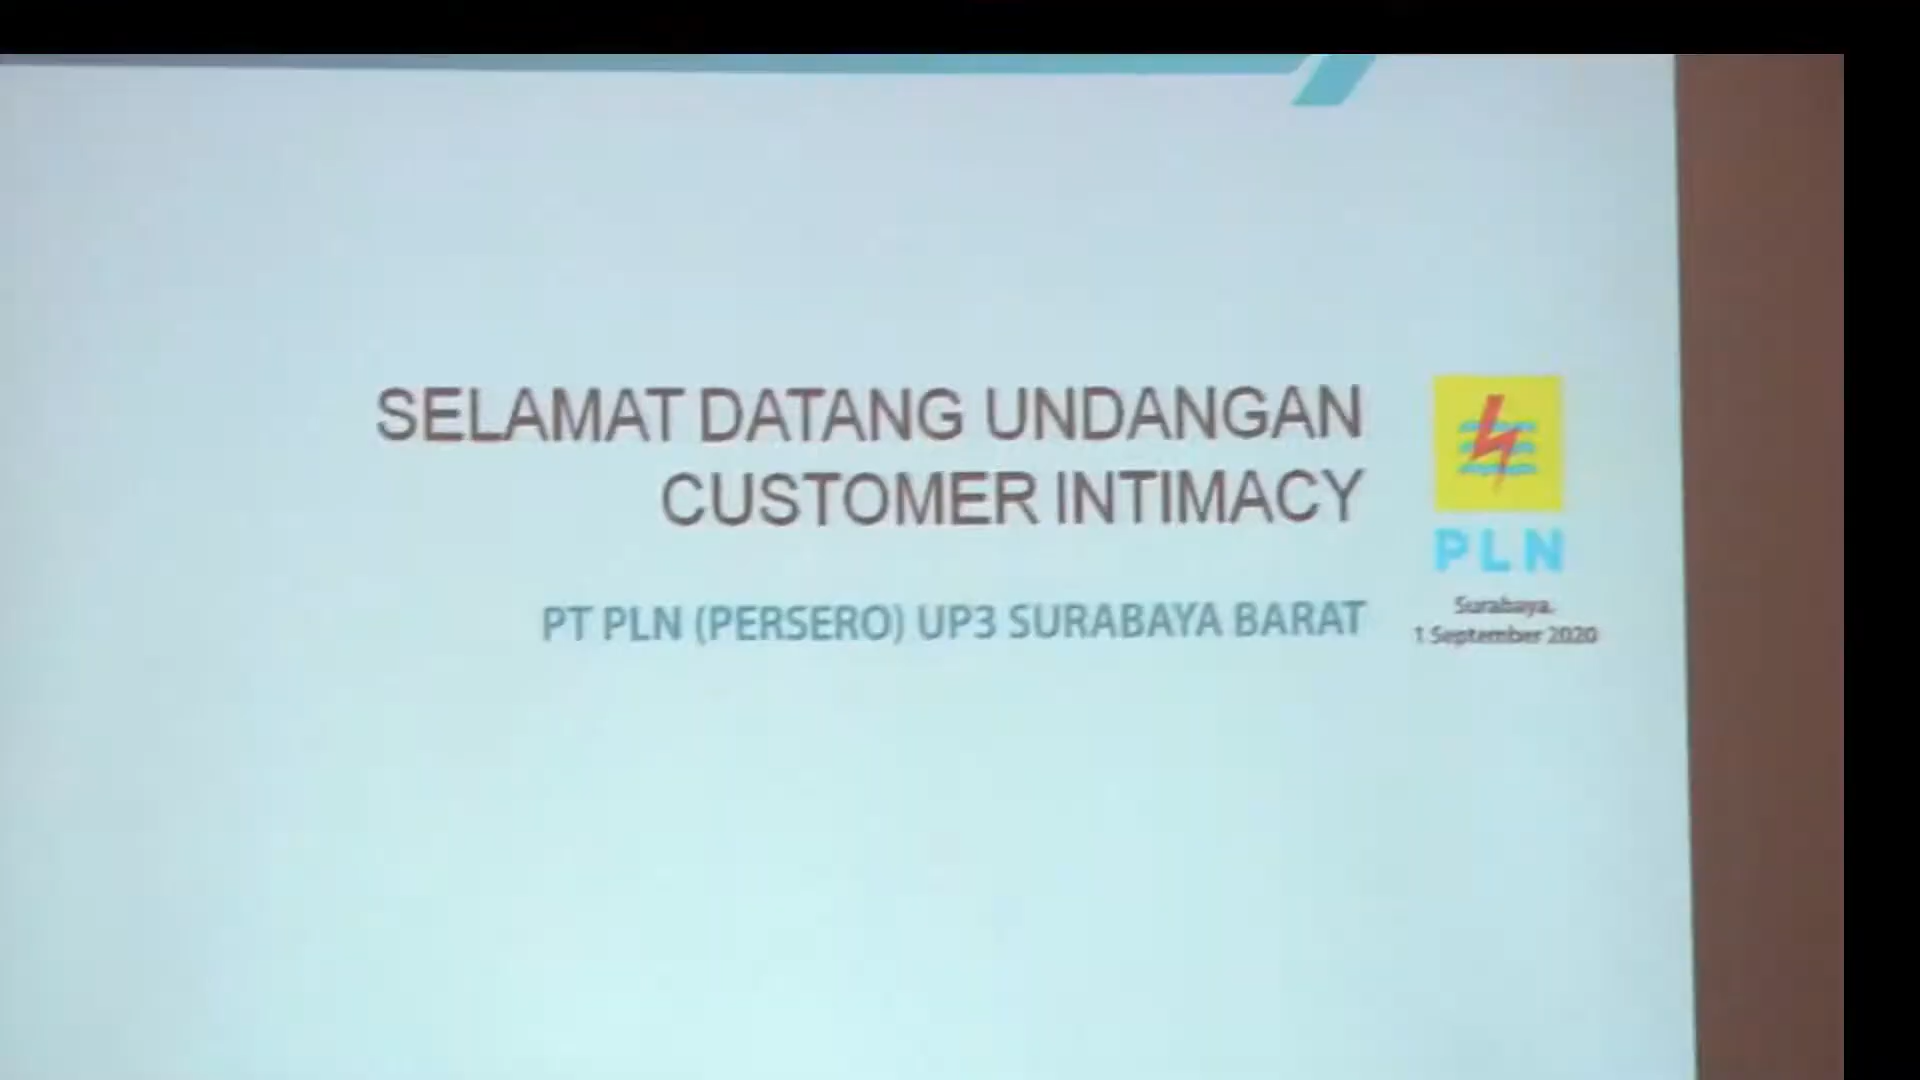 SELAMAT DATANG UNDANGAN
CUSTOMER INTIMACY
PT PLN (PERSERO) UP3 SURABAYA BARAT
PLN
Surabaya,
1 September 2020